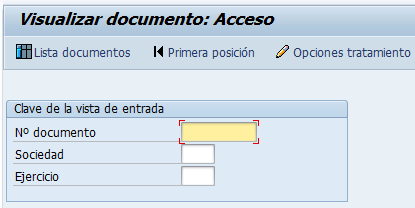 Visualizar documento: Acceso
Lista documentos Primera posición Opciones tratamiento
Clave de la vista de entrada
Nº documento
Sociedad
Ejercicio